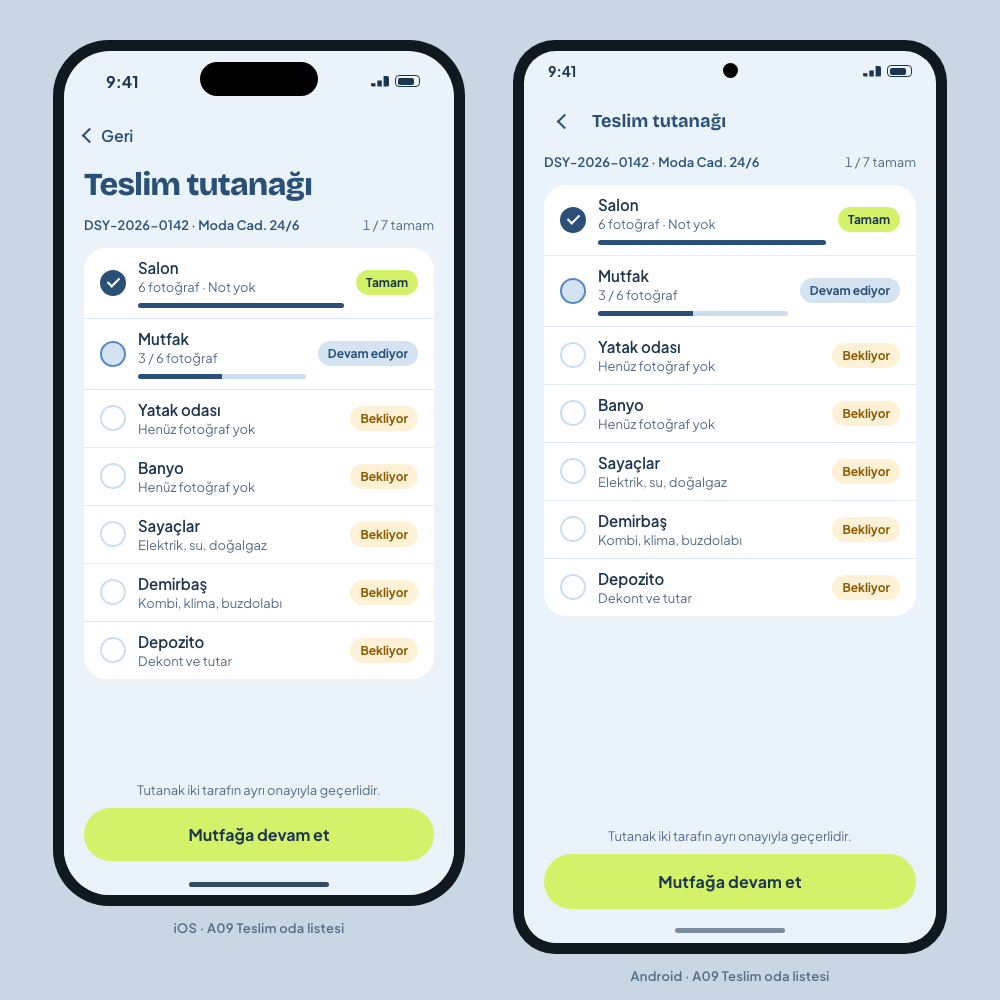 9:41
Geri
Teslim tutanağı
DSY-2026-0142 · Moda Cad. 24/6
1 / 7 tamam
Salon
6 fotoğraf · Not yok
Tamam
Mutfak
3 / 6 fotoğraf
Devam ediyor
Yatak odası
Henüz fotoğraf yok
Bekliyor
Banyo
Henüz fotoğraf yok
Bekliyor
Sayaçlar
Elektrik, su, doğalgaz
Bekliyor
Demirbaş
Kombi, klima, buzdolabı
Bekliyor
Depozito
Dekont ve tutar
Bekliyor
Tutanak iki tarafın ayrı onayıyla geçerlidir.
Mutfağa devam et
iOS · A09 Teslim oda listesi
9:41
Teslim tutanağı
DSY-2026-0142 · Moda Cad. 24/6
1 / 7 tamam
Salon
6 fotoğraf · Not yok
Tamam
Mutfak
3 / 6 fotoğraf
Devam ediyor
Yatak odası
Henüz fotoğraf yok
Bekliyor
Banyo
Henüz fotoğraf yok
Bekliyor
Sayaçlar
Elektrik, su, doğalgaz
Bekliyor
Demirbaş
Kombi, klima, buzdolabı
Bekliyor
Depozito
Dekont ve tutar
Bekliyor
Tutanak iki tarafın ayrı onayıyla geçerlidir.
Mutfağa devam et
Android · A09 Teslim oda listesi